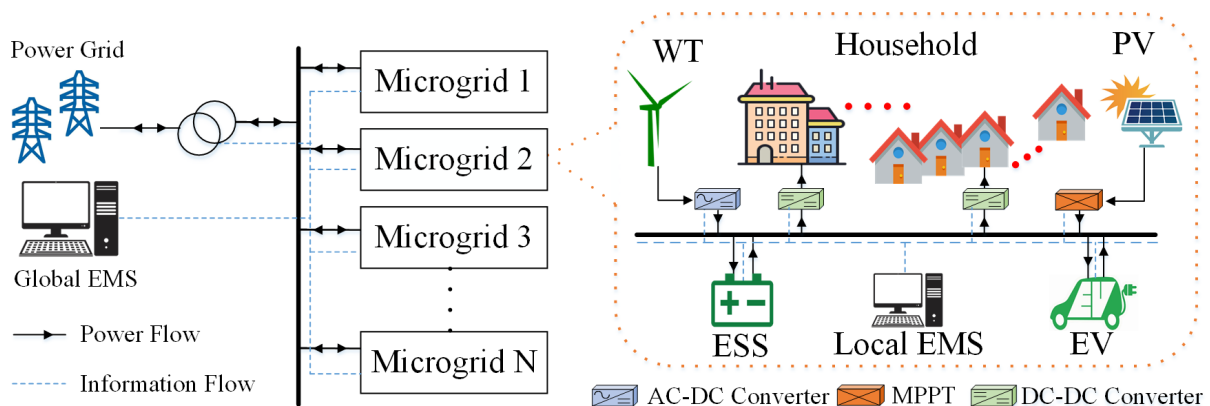 Power Grid
Microgrid 1
Microgrid 2
Microgrid 3
Microgrid N
Global EMS
Power Flow
Information Flow
WT
Household
PV
ESS
Local EMS
EV
AC-DC Converter
MPPT
DC-DC Converter